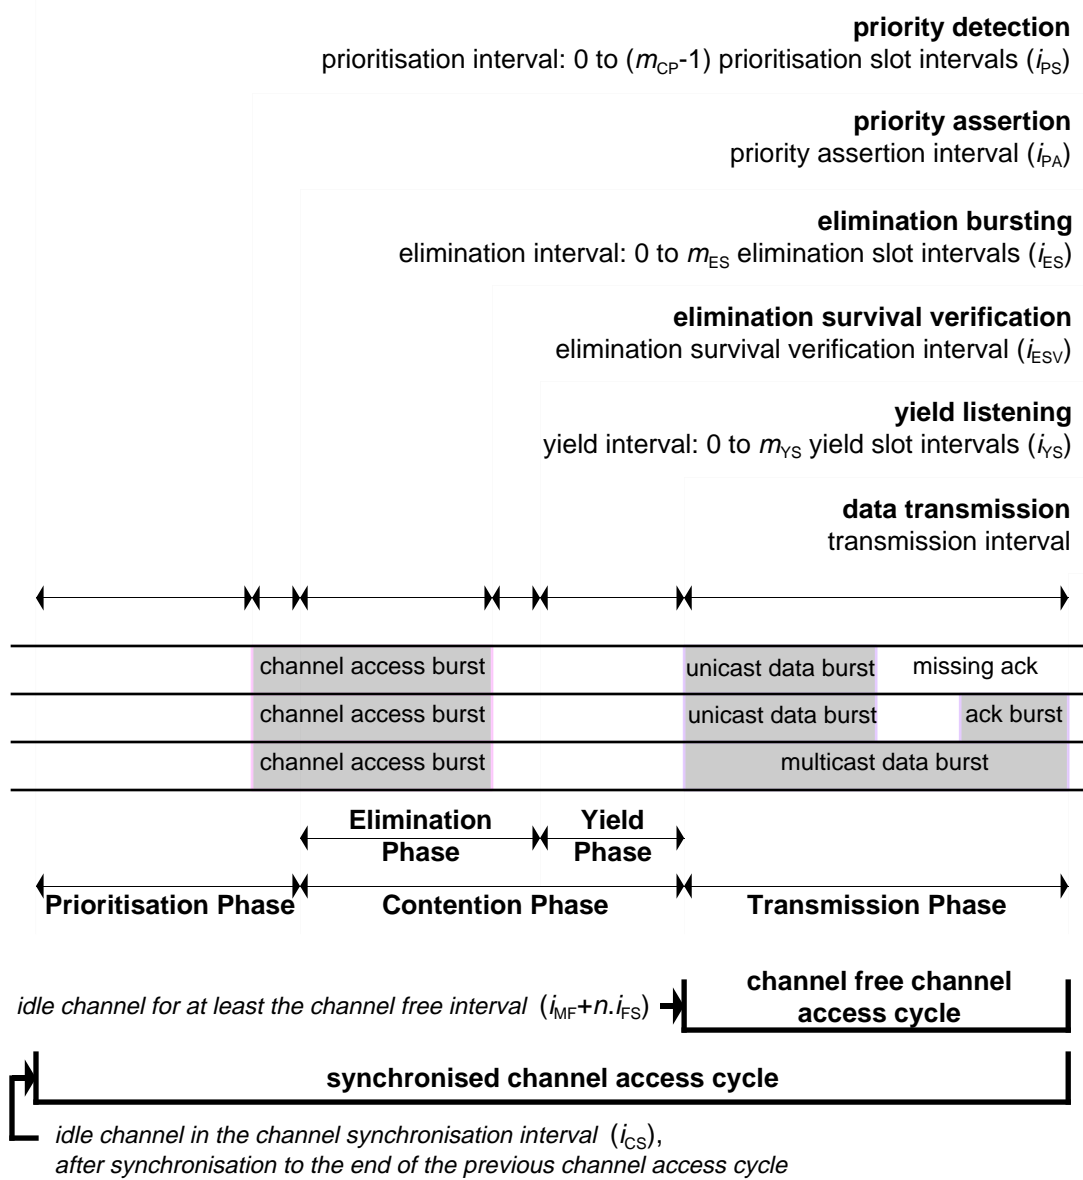 priority detection
prioritisation interval: 0 to (mCP-1) prioritisation slot intervals (iPS)
priority assertion
priority assertion interval (iPA)
elimination bursting
elimination interval: 0 to mES elimination slot intervals (iES)
elimination survival verification
elimination survival verification interval (iESV)
yield listening
yield interval: 0 to mYS yield slot intervals (iYS)
data transmission
transmission interval
channel access burst unicast data burst missing ack
channel access burst unicast data burst ack burst
channel access burst multicast data burst
Elimination Phase
Yield Phase
Prioritisation Phase Contention Phase Transmission Phase
channel free channel
idle channel for at least the channel free interval (iMF+n.iFS) access cycle
synchronised channel access cycle
idle channel in the channel synchronisation interval (iCS),
after synchronisation to the end of the previous channel access cycle